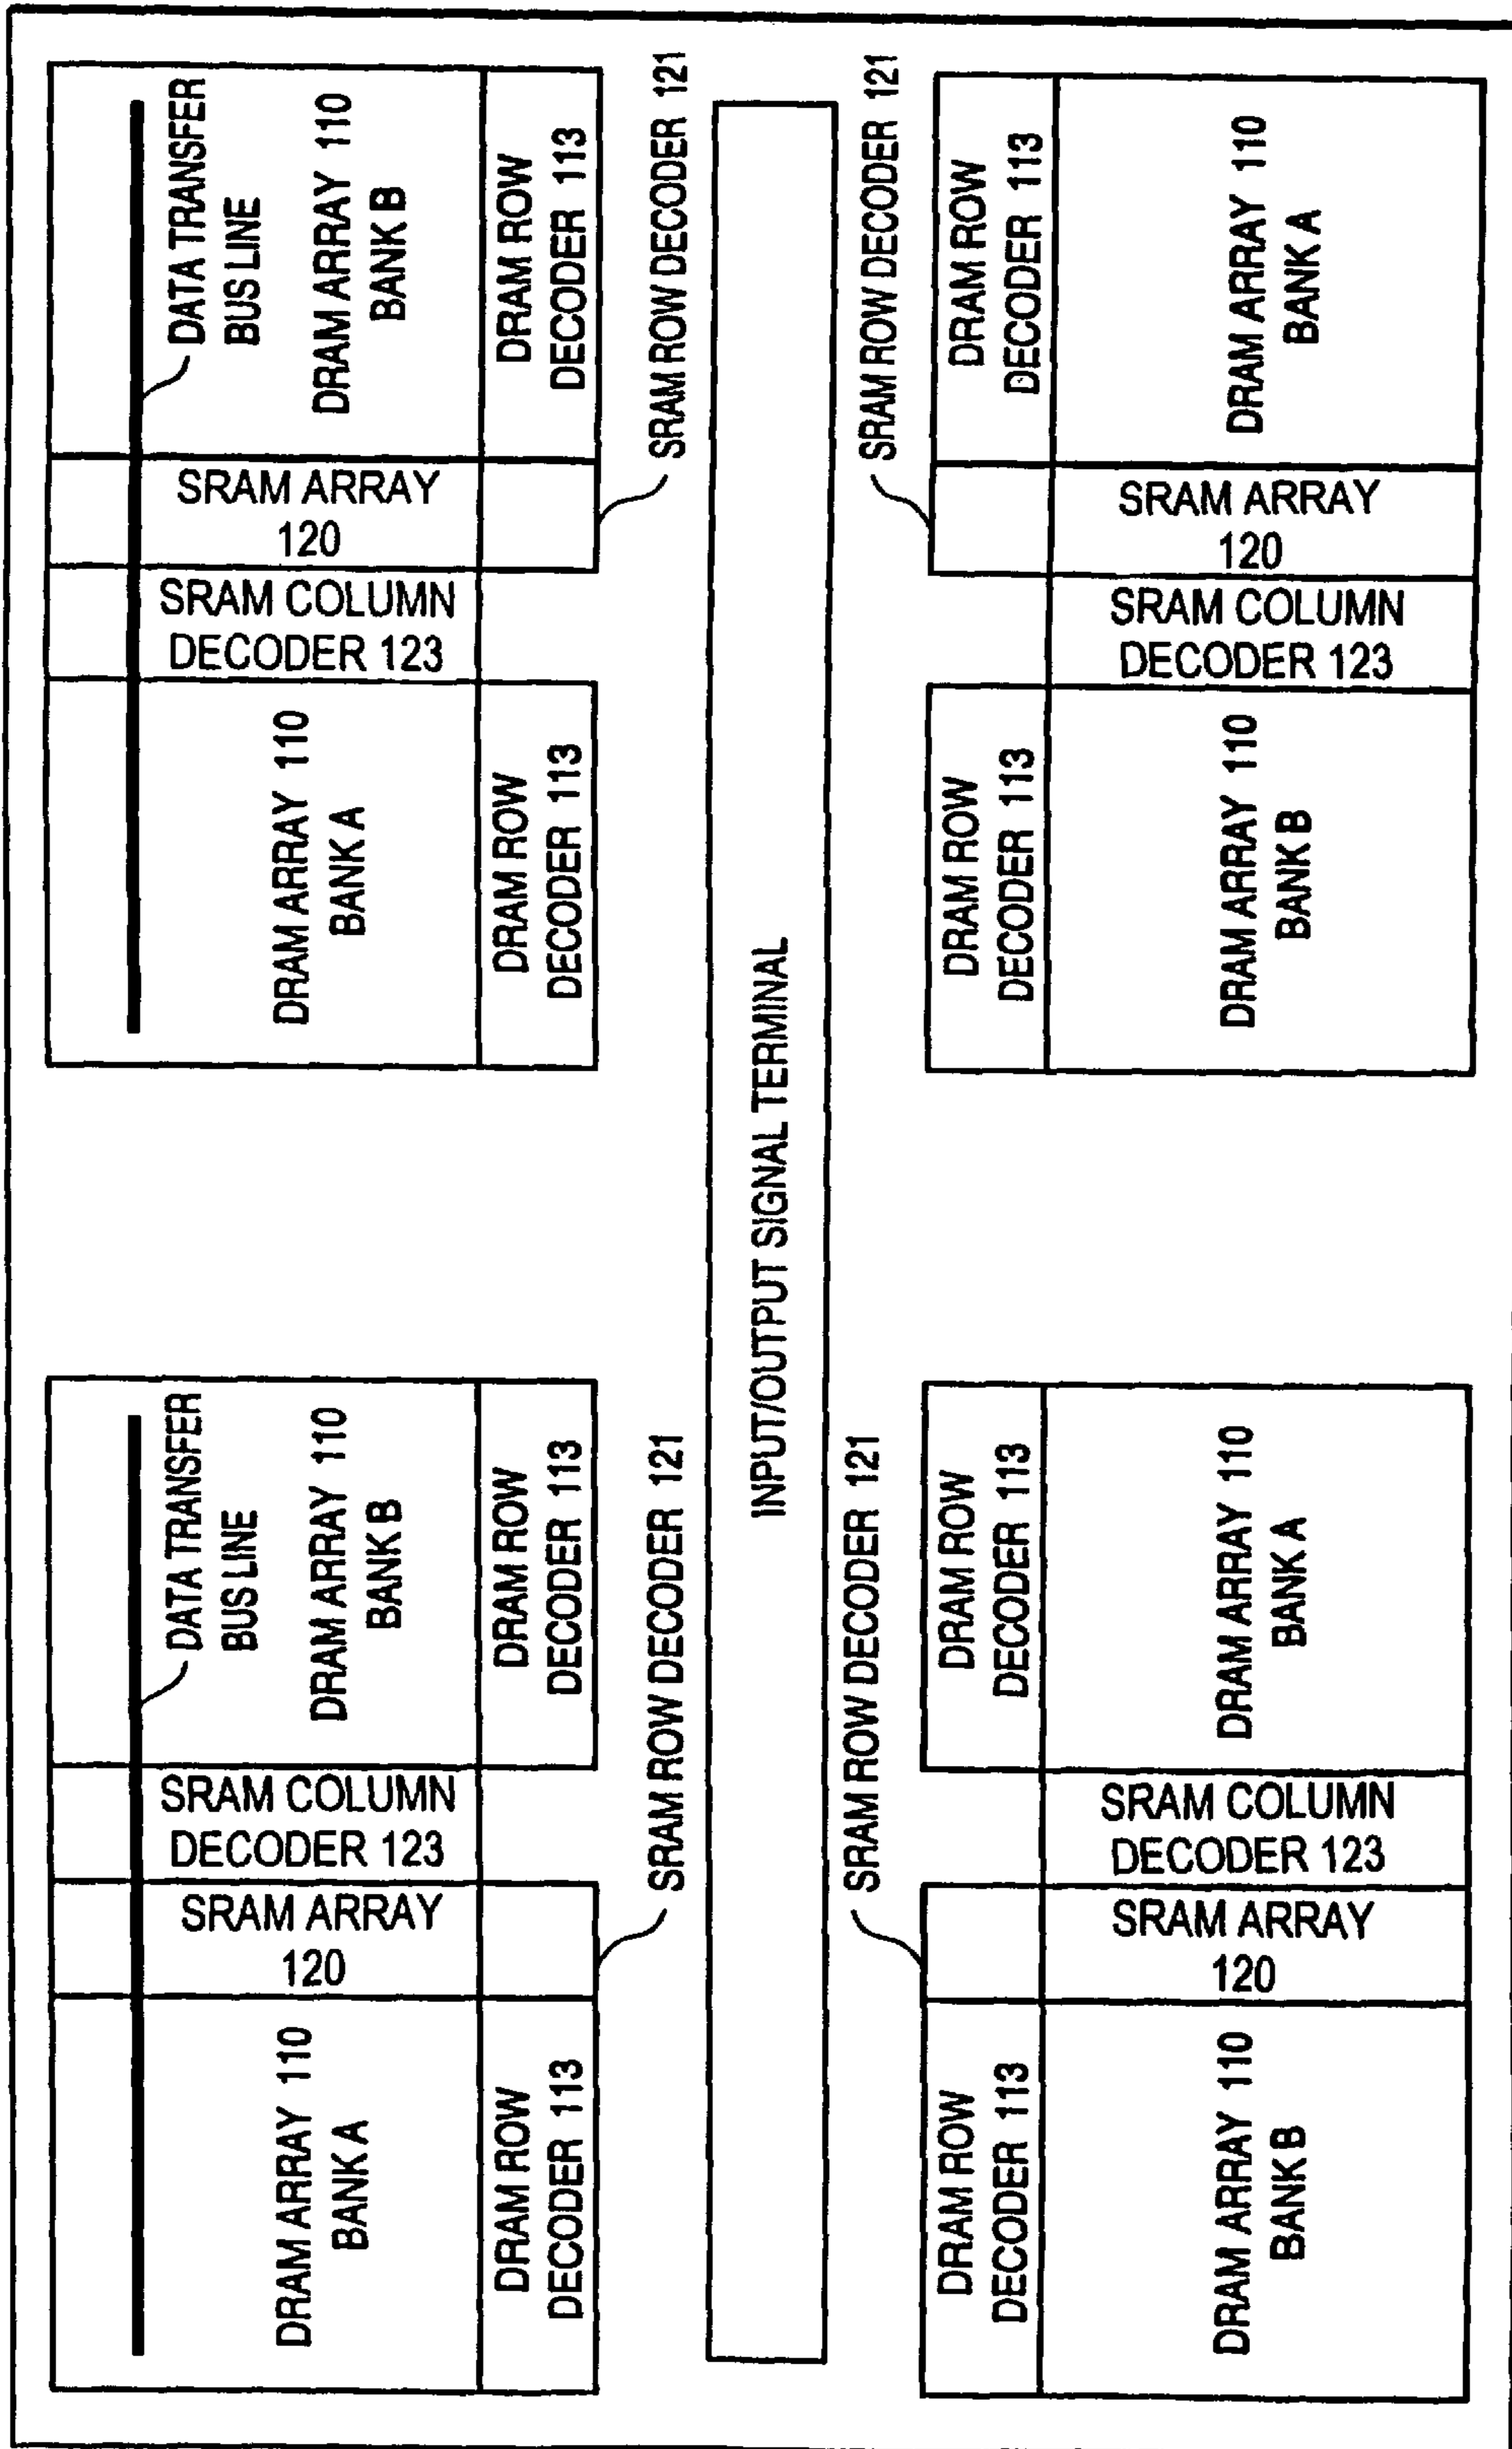 DRAM ARRAY 110
BANK A
DRAM ROW
DECODER 113
SRAM ARRAY
120
SRAM COLUMN
DECODER 123
DATA TRANSFER
BUS LINE
DRAM ARRAY 110
BANK B
DRAM ROW
DECODER 113
SRAM ROW DECODER 121
DRAM ARRAY 110
BANK A
DRAM ROW
DECODER 113
SRAM COLUMN
DECODER 123
SRAM ARRAY
120
DATA TRANSFER
BUS LINE
DRAM ARRAY 110
BANK B
DRAM ROW
DECODER 113
SRAM ROW DECODER 121
INPUT/OUTPUT SIGNAL TERMINAL
SRAM ROW DECODER 121
DRAM ROW
DECODER 113
DRAM ARRAY 110
BANK B
SRAM ARRAY
120
SRAM COLUMN
DECODER 123
DRAM ROW
DECODER 113
DRAM ARRAY 110
BANK A
SRAM ROW DECODER 121
DRAM ROW
DECODER 113
DRAM ARRAY 110
BANK B
SRAM COLUMN
DECODER 123
SRAM ARRAY
120
DRAM ROW
DECODER 113
DRAM ARRAY 110
BANK A